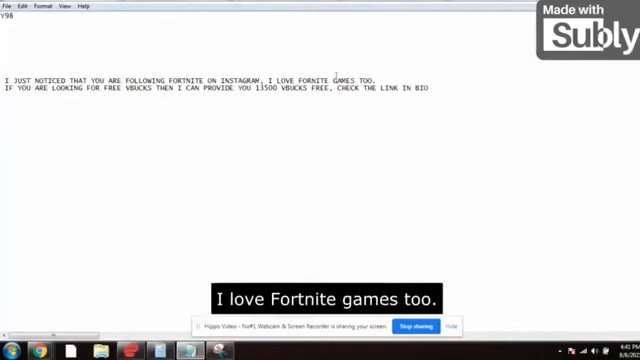 Made with
Subly
File Edit Format View Help
Y98
I JUST NOTICED THAT YOU ARE FOLLOWING FORTNITE ON INSTAGRAM, I LOVE FORNITE GAMES TOO.
IF YOU ARE LOOKING FOR FREE VBUCKS THEN I CAN PROVIDE YOU 13500 VBUCKS FREE, CHECK THE LINK IN BIO
I love Fortnite games too.
Hippo Video - No#1 Webcam & Screen Recorder is sharing your screen.
Stop sharing
Hide
4:41 PM